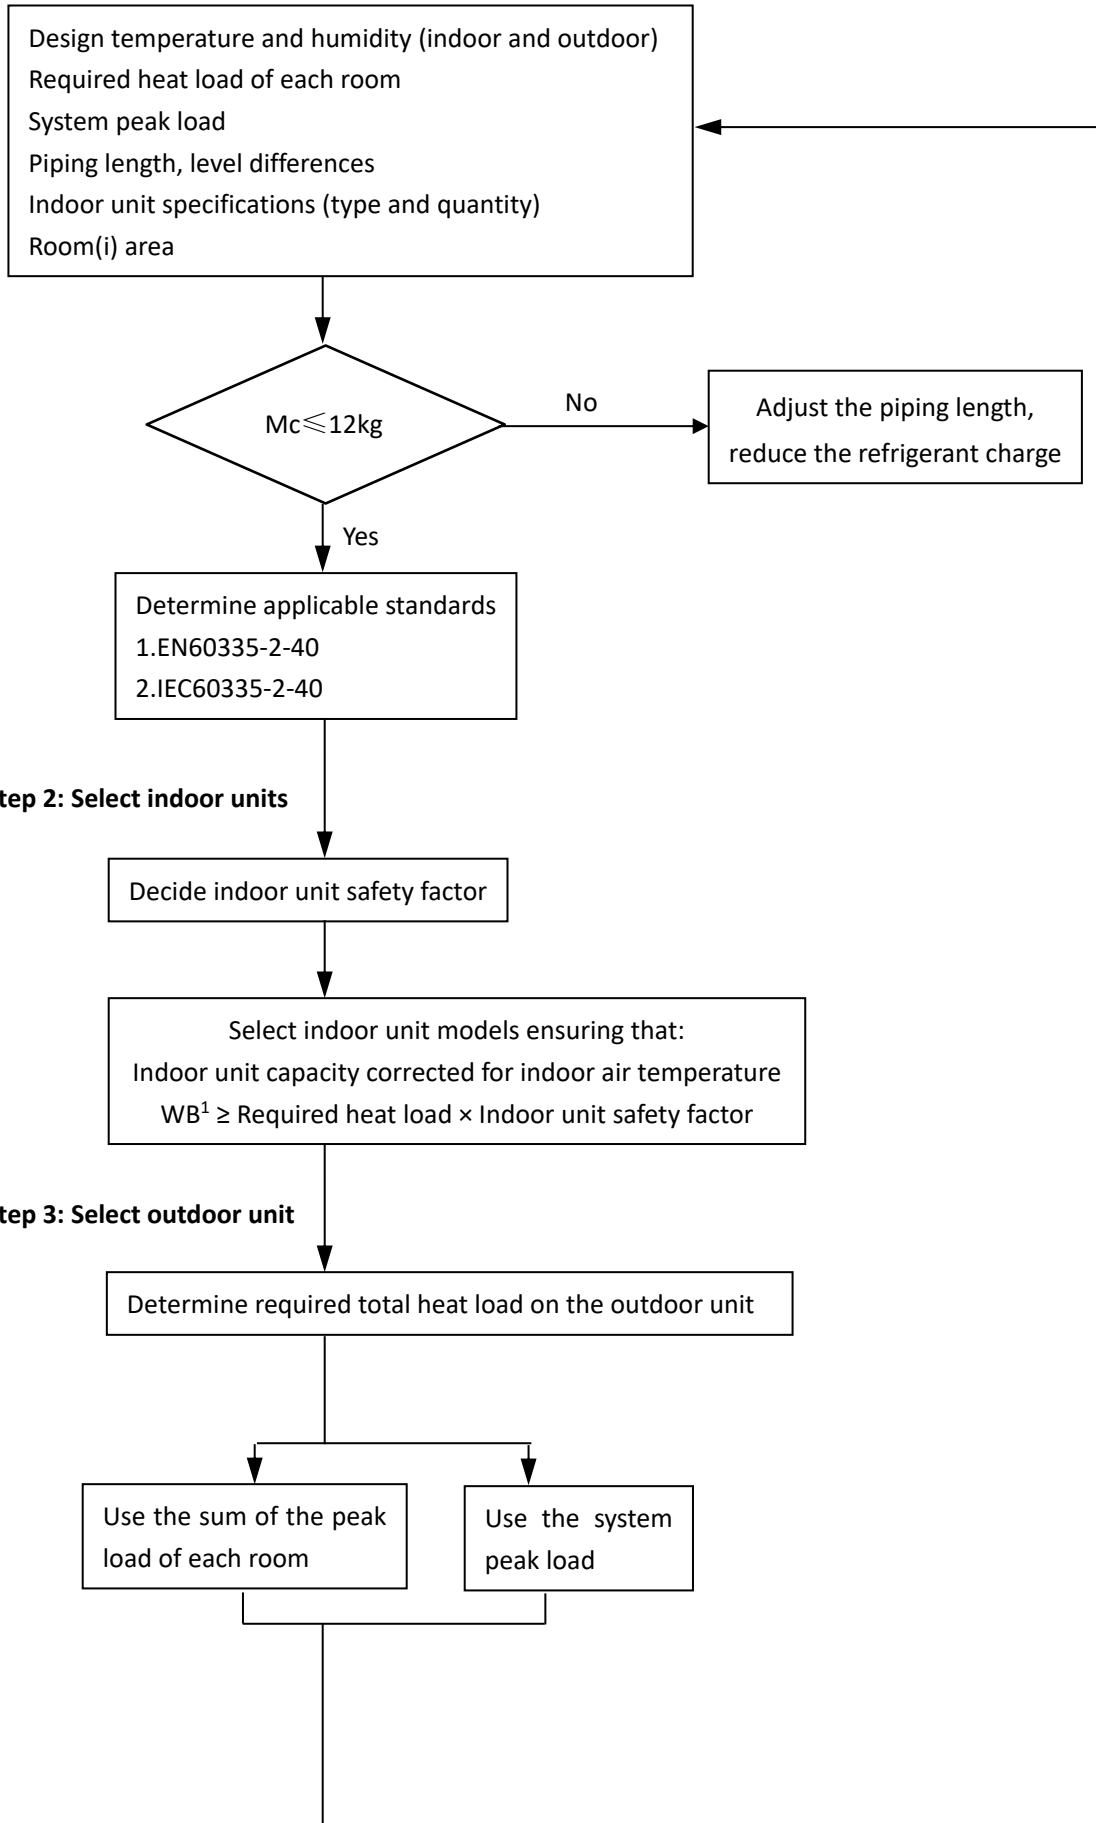 Design temperature and humidity (indoor and outdoor)
Required heat load of each room
System peak load
Piping length, level differences
Indoor unit specifications (type and quantity)
Room(i) area
Mc≤12kg
No
Adjust the piping length,
reduce the refrigerant charge
Yes
Determine applicable standards
1.EN60335-2-40
2.IEC60335-2-40
tep 2: Select indoor units
Decide indoor unit safety factor
Select indoor unit models ensuring that:
Indoor unit capacity corrected for indoor air temperature
WB¹ ≥ Required heat load × Indoor unit safety factor
tep 3: Select outdoor unit
Determine required total heat load on the outdoor unit
Use the sum of the peak
load of each room
Use the system
peak load